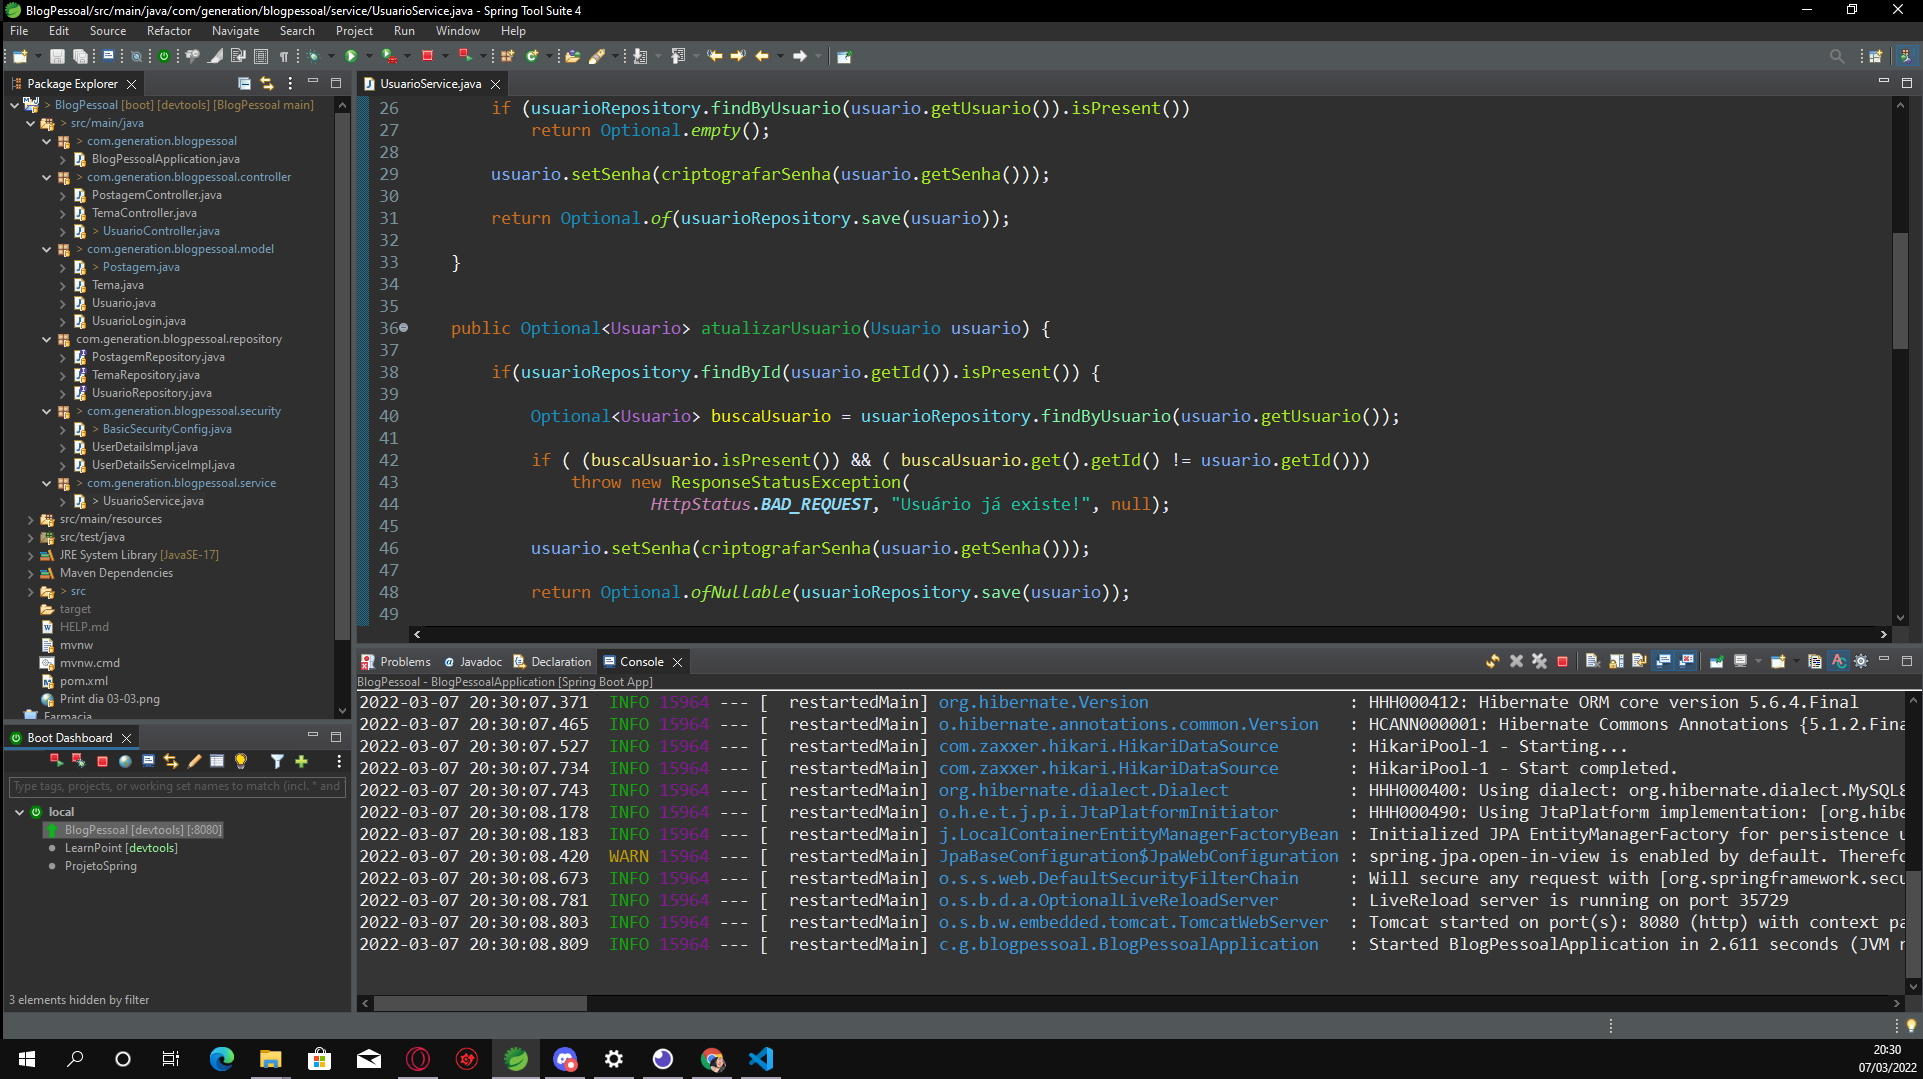 BlogPessoal/src/main/java/com/generation/blogpessoal/service/UsuarioService.java - Spring Tool Suite 4
File Edit Source Refactor Navigate Search Project Run Window Help
Package Explorer
> BlogPessoal [boot] [devtools] [BlogPessoal main]
> src/main/java
> com.generation.blogpessoal
BlogPessoalApplication.java
> com.generation.blogpessoal.controller
PostagemController.java
TemaController.java
> UsuarioController.java
> com.generation.blogpessoal.model
> Postagem.java
Tema.java
Usuario.java
UsuarioLogin.java
com.generation.blogpessoal.repository
PostagemRepository.java
TemaRepository.java
UsuarioRepository.java
> com.generation.blogpessoal.security
> BasicSecurityConfig.java
UserDetailsImpl.java
UserDetailsServiceImpl.java
> com.generation.blogpessoal.service
> UsuarioService.java
src/main/resources
src/test/java
JRE System Library [JavaSE-17]
Maven Dependencies
> src
target
HELP.md
mvnw
mvnw.cmd
pom.xml
Print dia 03-03.png
Farmacia
UsuarioService.java
26 if (usuarioRepository.findByUsuario(usuario.getUsuario()).isPresent())
27 return Optional.empty();
28
29 usuario.setSenha(criptografarSenha(usuario.getSenha()));
30
31 return Optional.of(usuarioRepository.save(usuario));
32
33 }
34
35
36 public Optional<Usuario> atualizarUsuario(Usuario usuario) {
37
38 if(usuarioRepository.findById(usuario.getId()).isPresent()) {
39
40 Optional<Usuario> buscaUsuario = usuarioRepository.findByUsuario(usuario.getUsuario());
41
42 if ( (buscaUsuario.isPresent()) && ( buscaUsuario.get().getId() != usuario.getId()))
43 throw new ResponseStatusException(
44 HttpStatus.BAD_REQUEST, "Usuário já existe!", null);
45
46 usuario.setSenha(criptografarSenha(usuario.getSenha()));
47
48 return Optional.ofNullable(usuarioRepository.save(usuario));
49
Boot Dashboard
Type tags, projects, or working set names to match (incl. * and
local
BlogPessoal [devtools] [:8080]
LearnPoint [devtools]
ProjetoSpring
3 elements hidden by filter
Problems Javadoc Declaration Console
BlogPessoal - BlogPessoalApplication [Spring Boot App]
2022-03-07 20:30:07.371 INFO 15964 --- [ restartedMain] org.hibernate.Version : HHH000412: Hibernate ORM core version 5.6.4.Final
2022-03-07 20:30:07.465 INFO 15964 --- [ restartedMain] o.hibernate.annotations.common.Version : HCANN000001: Hibernate Commons Annotations {5.1.2.Fina
2022-03-07 20:30:07.527 INFO 15964 --- [ restartedMain] com.zaxxer.hikari.HikariDataSource : HikariPool-1 - Starting...
2022-03-07 20:30:07.734 INFO 15964 --- [ restartedMain] com.zaxxer.hikari.HikariDataSource : HikariPool-1 - Start completed.
2022-03-07 20:30:07.743 INFO 15964 --- [ restartedMain] org.hibernate.dialect.Dialect : HHH000400: Using dialect: org.hibernate.dialect.MySQL8
2022-03-07 20:30:08.178 INFO 15964 --- [ restartedMain] o.h.e.t.j.p.i.JtaPlatformInitiator : HHH000490: Using JtaPlatform implementation: [org.hibe
2022-03-07 20:30:08.183 INFO 15964 --- [ restartedMain] j.LocalContainerEntityManagerFactoryBean : Initialized JPA EntityManagerFactory for persistence u
2022-03-07 20:30:08.420 WARN 15964 --- [ restartedMain] JpaBaseConfiguration$JpaWebConfiguration : spring.jpa.open-in-view is enabled by default. Therefo
2022-03-07 20:30:08.673 INFO 15964 --- [ restartedMain] o.s.s.web.DefaultSecurityFilterChain : Will secure any request with [org.springframework.secu
2022-03-07 20:30:08.781 INFO 15964 --- [ restartedMain] o.s.b.d.a.OptionalLiveReloadServer : LiveReload server is running on port 35729
2022-03-07 20:30:08.803 INFO 15964 --- [ restartedMain] o.s.b.w.embedded.tomcat.TomcatWebServer : Tomcat started on port(s): 8080 (http) with context pa
2022-03-07 20:30:08.809 INFO 15964 --- [ restartedMain] c.g.blogpessoal.BlogPessoalApplication : Started BlogPessoalApplication in 2.611 seconds (JVM r
20:30
07/03/2022